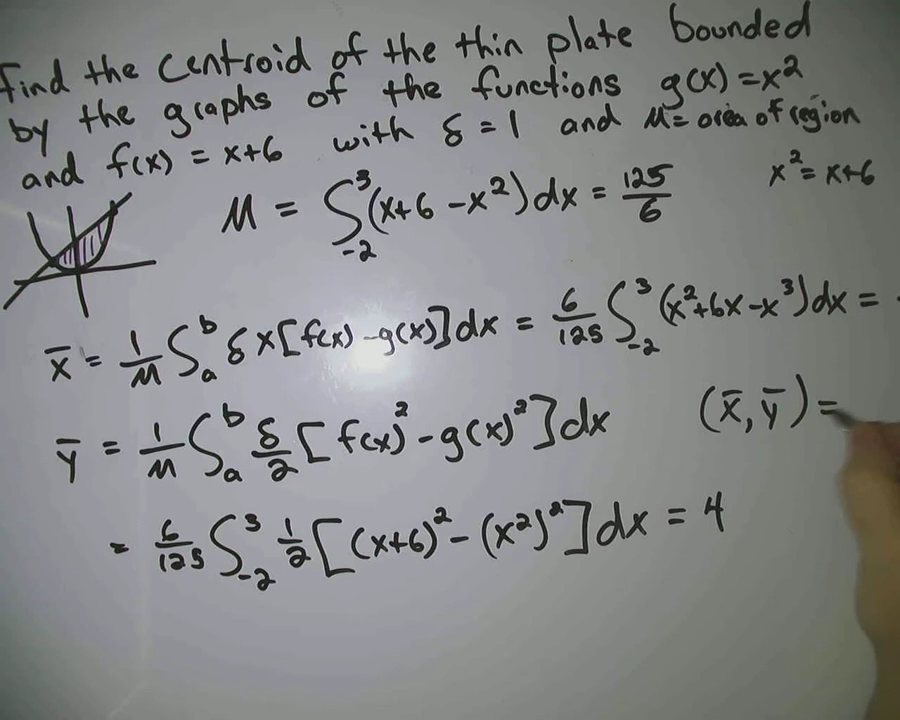 Find the centroid of the thin plate bounded
by the graphs of the functions g(x) = x²
and f(x) = x+6 with δ = 1 and M = area of region
x² = x+6
M = ∫₋₂³ (x+6 - x²) dx = 125/6
x̄ = 1/M ∫ₐᵇ δ x [f(x) - g(x)] dx = 6/125 ∫₋₂³ (x² + 6x - x³) dx =
ȳ = 1/M ∫ₐᵇ δ/2 [f(x)² - g(x)²] dx
(x̄, ȳ) =
= 6/125 ∫₋₂³ 1/2 [(x+6)² - (x²)²] dx = 4